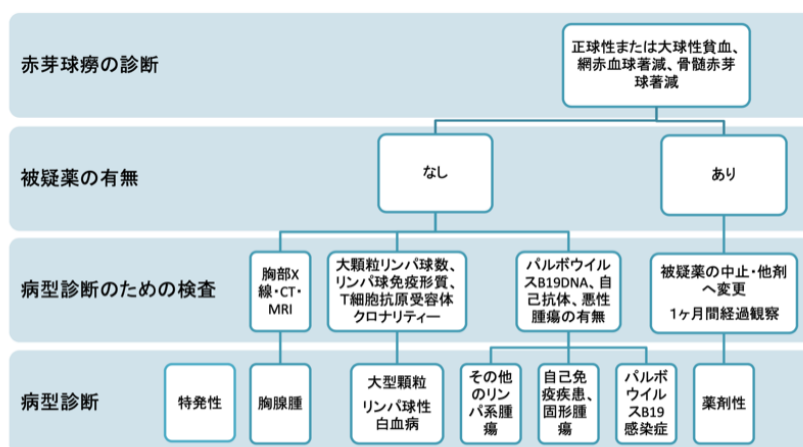 赤芽球癆の診断
正球性または大球性貧血、
網赤血球著減、骨髄赤芽
球著減
被疑薬の有無
なし
あり
病型診断のための検査
胸部X
線・CT・
MRI
大顆粒リンパ球数、
リンパ球免疫形質、
T細胞抗原受容体
クロナリティー
パルボウイル
スB19DNA、自
己抗体、悪性
腫瘍の有無
被疑薬の中止・他剤
へ変更
1ヶ月間経過観察
病型診断
特発性
胸腺腫
大型顆粒
リンパ球性
白血病
その他
のリン
パ系腫
瘍
自己免
疫疾患、
固形腫
瘍
パルボ
ウイル
スB19
感染症
薬剤性